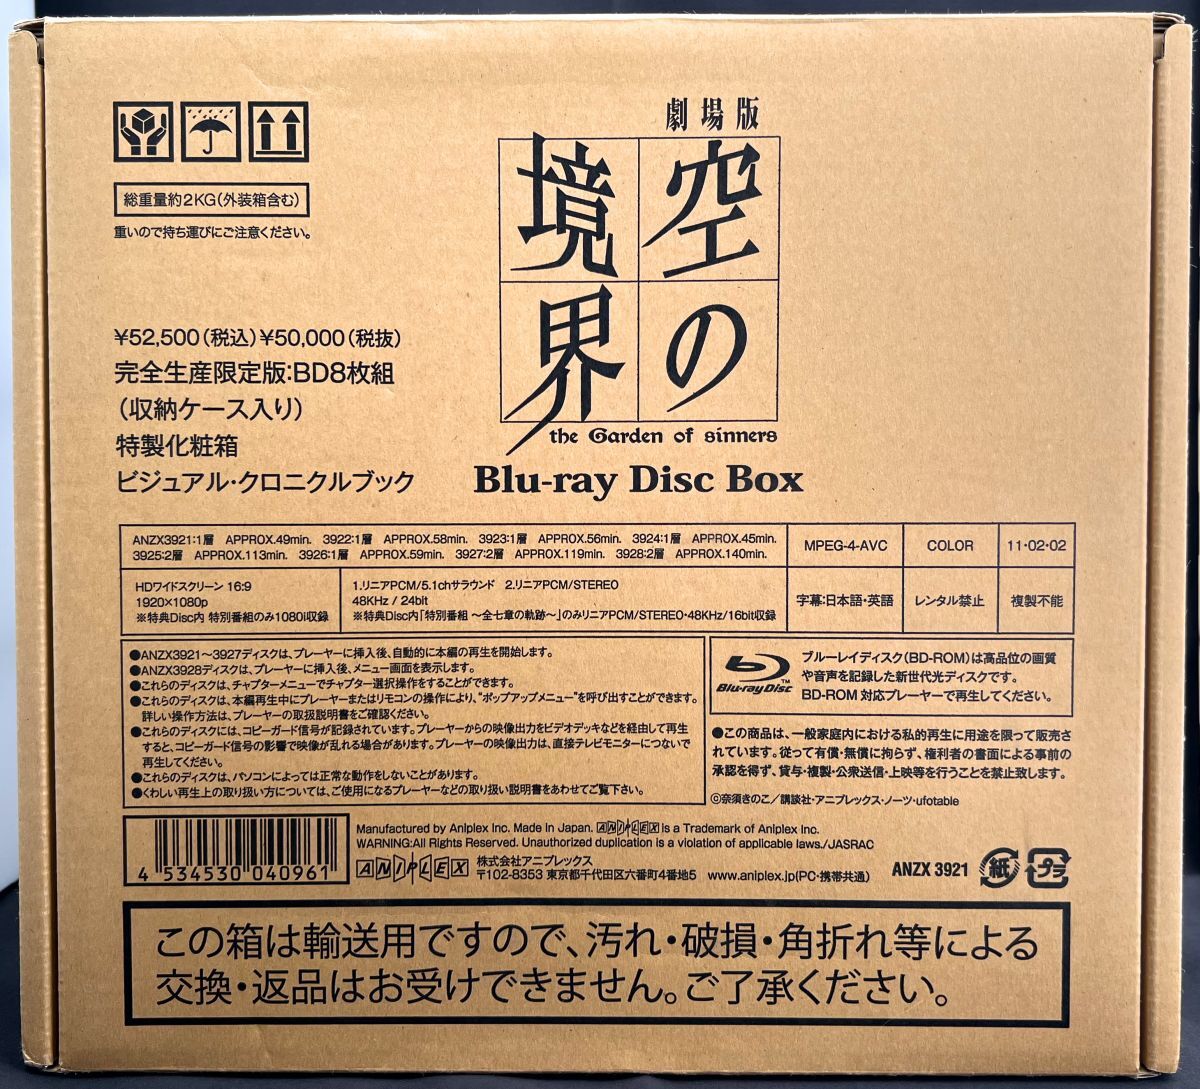 総重量約2KG(外装箱含む)
重いので持ち運びにご注意ください。
劇場版
空の
境界
the Garden of sinners
Blu-ray Disc Box
¥52,500(税込)¥50,000(税抜)
完全生産限定版:BD8枚組
(収納ケース入り)
特製化粧箱
ビジュアル・クロニクルブック
ANZX3921:1層 APPROX.49min. 3922:1層 APPROX.58min. 3923:1層 APPROX.56min. 3924:1層 APPROX.45min.
3925:2層 APPROX.113min. 3926:1層 APPROX.59min. 3927:2層 APPROX.119min. 3928:2層 APPROX.140min.
MPEG-4-AVC
COLOR
11・02・02
HDワイドスクリーン 16:9
1920×1080p
※特典Disc内 特別番組のみ1080i収録
1.リニアPCM/5.1chサラウンド 2.リニアPCM/STEREO
48KHz / 24bit
※特典Disc内「特別番組 〜全七章の軌跡〜」のみリニアPCM/STEREO・48KHz/16bit収録
字幕:日本語・英語
レンタル禁止
複製不能
●ANZX3921〜3927ディスクは、プレーヤーに挿入後、自動的に本編の再生を開始します。
●ANZX3928ディスクは、プレーヤーに挿入後、メニュー画面を表示します。
●これらのディスクは、チャプターメニューでチャプター選択操作をすることができます。
●これらのディスクは、本編再生中にプレーヤーまたはリモコンの操作により、"ポップアップメニュー"を呼び出すことができます。
詳しい操作方法は、プレーヤーの取扱説明書をご確認ください。
●これらのディスクには、コピーガード信号が記録されています。プレーヤーからの映像出力をビデオデッキなどを経由して再生
すると、コピーガード信号の影響で映像が乱れる場合があります。プレーヤーの映像出力は、直接テレビモニターにつないで
再生してください。
●これらのディスクは、パソコンによっては正常な動作をしないことがあります。
●くわしい再生上の取り扱い方については、ご使用になるプレーヤーなどの取り扱い説明書をあわせてご覧下さい。
Blu-ray Disc™
ブルーレイディスク(BD-ROM)は高品位の画質
や音声を記録した新世代光ディスクです。
BD-ROM 対応プレーヤーで再生してください。
●この商品は、一般家庭内における私的再生に用途を限って販売さ
れています。従って有償・無償に拘らず、権利者の書面による事前の
承認を得ず、貸与・複製・公衆送信・上映等を行うことを禁止致します。
©奈須きのこ/講談社・アニプレックス・ノーツ・ufotable
4 534530 040961
Manufactured by Aniplex Inc. Made In Japan. ANIPLEX is a Trademark of Aniplex Inc.
WARNING:All Rights Reserved. Unauthorized duplication is a violation of applicable laws./JASRAC
ANIPLEX
株式会社アニプレックス
〒102-8353 東京都千代田区六番町4番地5 www.aniplex.jp(PC・携帯共通)
ANZX 3921
紙
プラ
この箱は輸送用ですので、汚れ・破損・角折れ等による
交換・返品はお受けできません。ご了承ください。